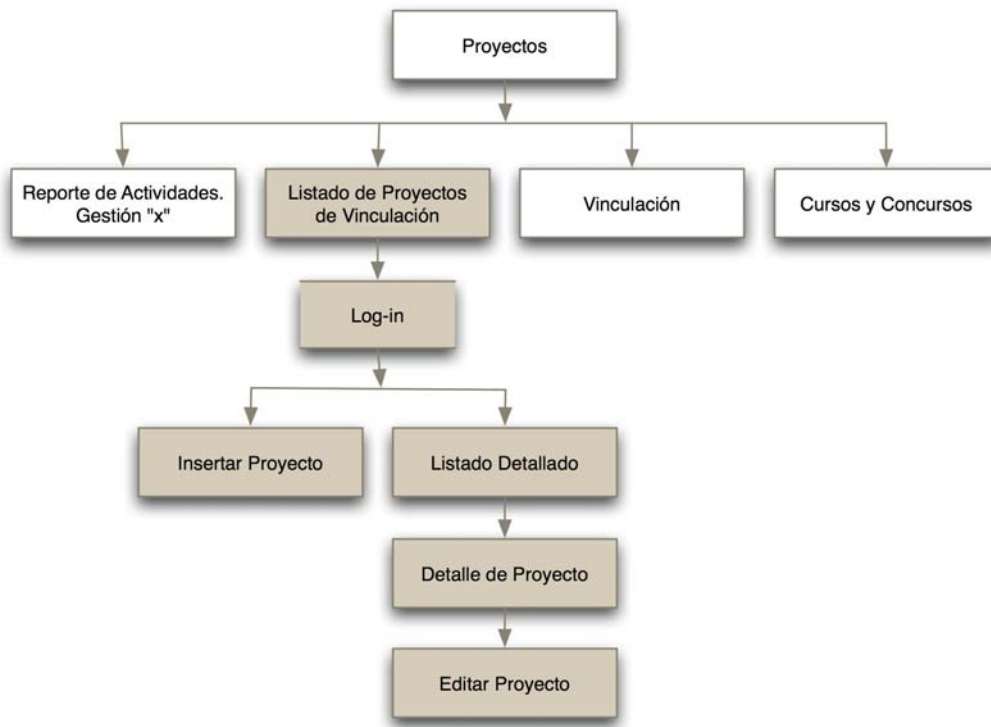 Proyectos
Reporte de Actividades.
Gestión "x"
Listado de Proyectos
de Vinculación
Vinculación
Cursos y Concursos
Log-in
Insertar Proyecto
Listado Detallado
Detalle de Proyecto
Editar Proyecto